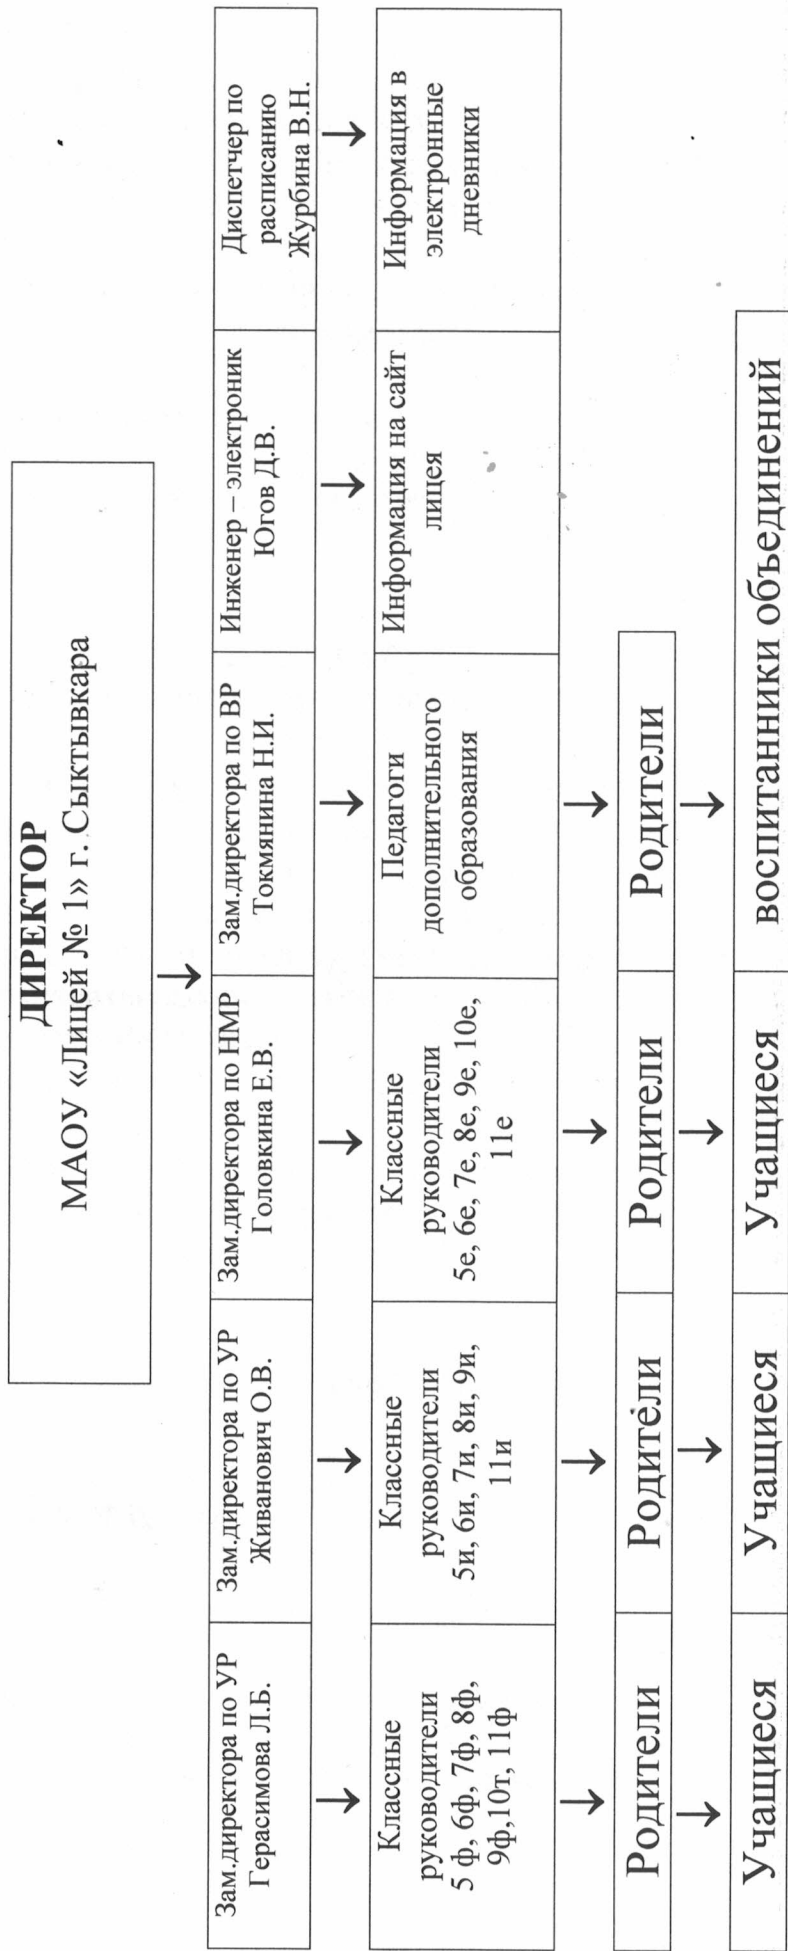 ДИРЕКТОР
МАОУ «Лицей № 1» г. Сыктывкара
Зам.директора по УР
Герасимова Л.Б.
Зам.директора по УР
Живанович О.В.
Зам.директора по НМР
Головкина Е.В.
Зам.директора по ВР
Токмянина Н.И.
Инженер – электроник
Югов Д.В.
Диспетчер по
расписанию
Журбина В.Н.
Классные
руководители
5 ф, 6ф, 7ф, 8ф,
9ф,10т, 11ф
Классные
руководители
5и, 6и, 7и, 8и, 9и,
11и
Классные
руководители
5е, 6е, 7е, 8е, 9е, 10е,
11е
Педагоги
дополнительного
образования
Информация на сайт
лицея
Информация в
электронные
дневники
Родители
Родители
Родители
Родители
Учащиеся
Учащиеся
Учащиеся
воспитанники объединений